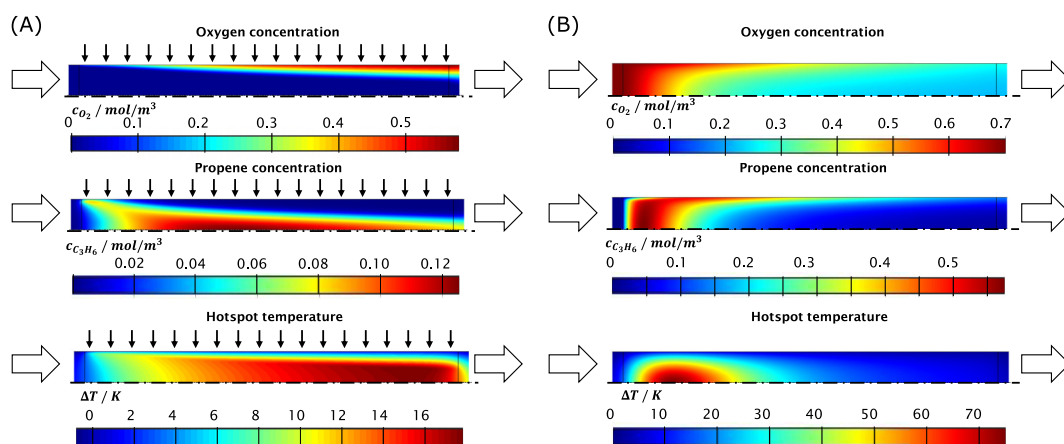 (A)
Oxygen concentration
c_{O_2} / mol/m^3
0 0.1 0.2 0.3 0.4 0.5
Propene concentration
c_{C_3H_6} / mol/m^3
0.02 0.04 0.06 0.08 0.10 0.12
Hotspot temperature
ΔT / K
0 2 4 6 8 10 12 14 16
(B)
Oxygen concentration
c_{O_2} / mol/m^3
0 0.1 0.2 0.3 0.4 0.5 0.6 0.7
Propene concentration
c_{C_3H_6} / mol/m^3
0 0.1 0.2 0.3 0.4 0.5
Hotspot temperature
ΔT / K
0 10 20 30 40 50 60 70